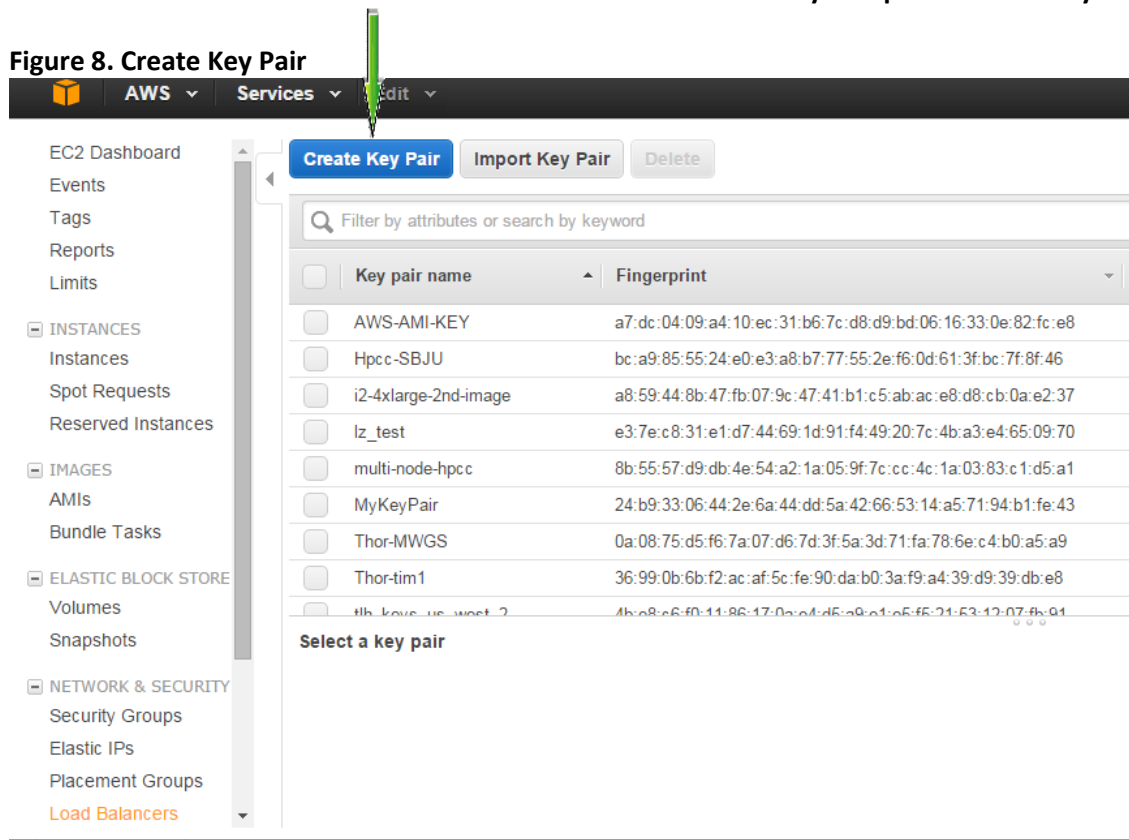 Figure 8. Create Key Pair
AWS Services Edit
EC2 Dashboard
Events
Tags
Reports
Limits
INSTANCES
Instances
Spot Requests
Reserved Instances
IMAGES
AMIs
Bundle Tasks
ELASTIC BLOCK STORE
Volumes
Snapshots
NETWORK & SECURITY
Security Groups
Elastic IPs
Placement Groups
Load Balancers
Create Key Pair Import Key Pair Delete
Filter by attributes or search by keyword
Key pair name Fingerprint
AWS-AMI-KEY a7:dc:04:09:a4:10:ec:31:b6:7c:d8:d9:bd:06:16:33:0e:82:fc:e8
Hpcc-SBJU bc:a9:85:55:24:e0:e3:a8:b7:77:55:2e:f6:0d:61:3f:bc:7f:8f:46
i2-4xlarge-2nd-image a8:59:44:8b:47:fb:07:9c:47:41:b1:c5:ab:ac:e8:d8:cb:0a:e2:37
lz_test e3:7e:c8:31:e1:d7:44:69:1d:91:f4:49:20:7c:4b:a3:e4:65:09:70
multi-node-hpcc 8b:55:57:d9:db:4e:54:a2:1a:05:9f:7c:cc:4c:1a:03:83:c1:d5:a1
MyKeyPair 24:b9:33:06:44:2e:6a:44:dd:5a:42:66:53:14:a5:71:94:b1:fe:43
Thor-MWGS 0a:08:75:d5:f6:7a:07:d6:7d:3f:5a:3d:71:fa:78:6e:c4:b0:a5:a9
Thor-tim1 36:99:0b:6b:f2:ac:af:5c:fe:90:da:b0:3a:f9:a4:39:d9:39:db:e8
tlh_keys_us_west_2
Select a key pair